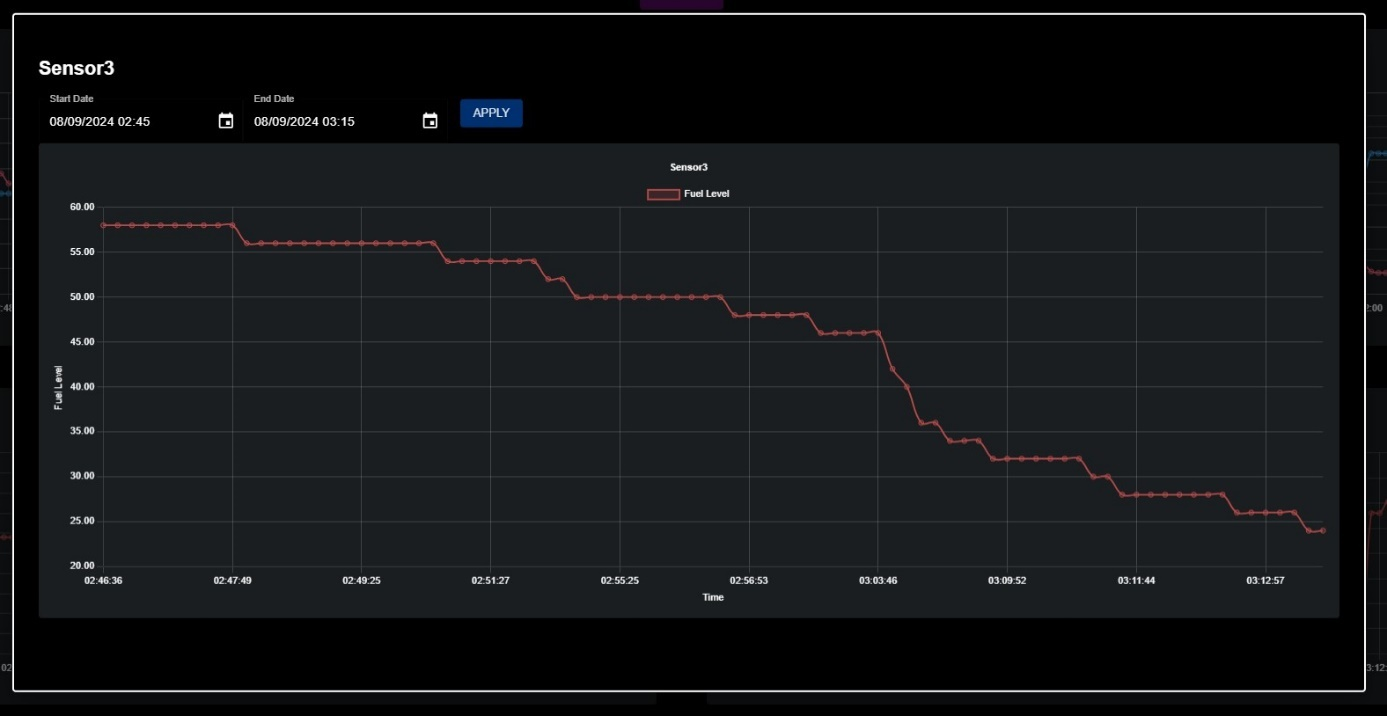 Sensor3
Start Date
08/09/2024 02:45
End Date
08/09/2024 03:15
APPLY
Sensor3
Fuel Level
60.00
55.00
50.00
45.00
40.00
35.00
30.00
25.00
20.00
Fuel Level
02:46:36 02:47:49 02:49:25 02:51:27 02:55:25 02:56:53 03:03:46 03:09:52 03:11:44 03:12:57
Time